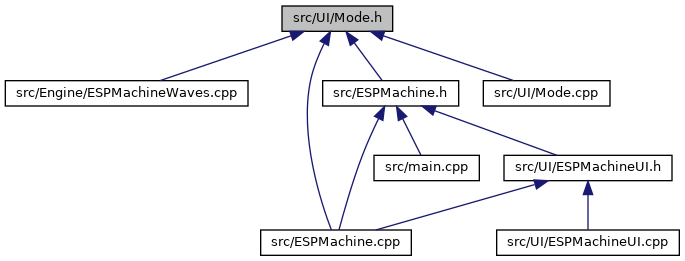 src/UI/Mode.h
src/Engine/ESPMachineWaves.cpp
src/ESPMachine.h
src/UI/Mode.cpp
src/main.cpp
src/UI/ESPMachineUI.h
src/ESPMachine.cpp
src/UI/ESPMachineUI.cpp